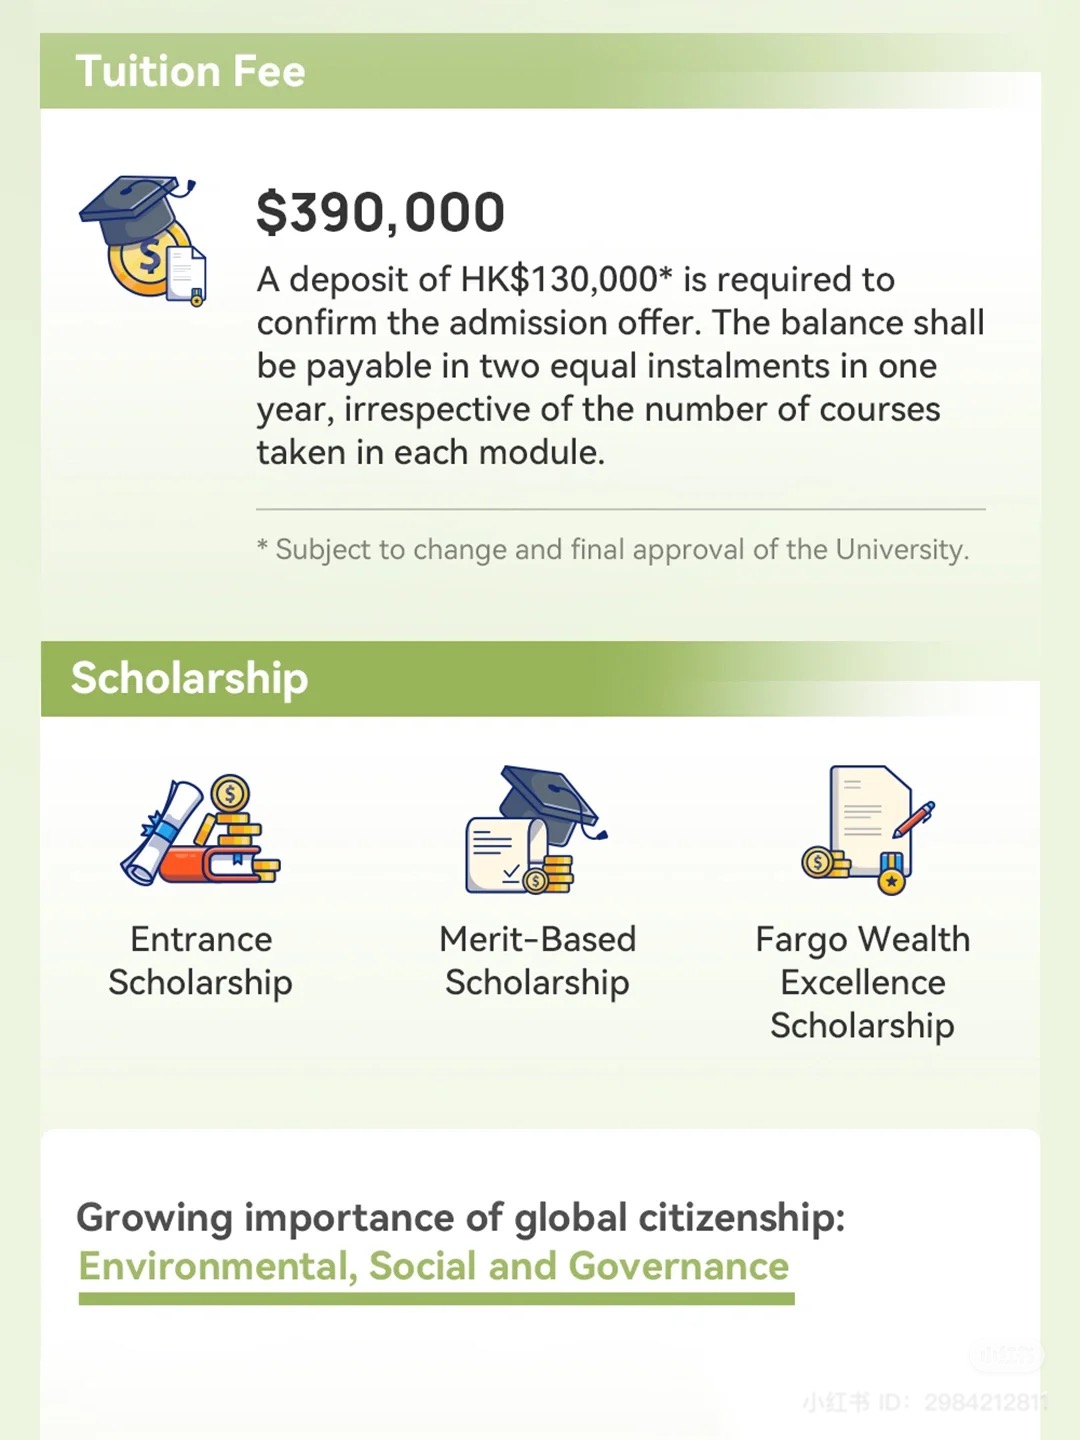 Tuition Fee
$390,000
A deposit of HK$130,000* is required to
confirm the admission offer. The balance shall
be payable in two equal instalments in one
year, irrespective of the number of courses
taken in each module.
* Subject to change and final approval of the University.
Scholarship
Entrance
Scholarship
Merit-Based
Scholarship
Fargo Wealth
Excellence
Scholarship
Growing importance of global citizenship:
Environmental, Social and Governance
小红书 ID: 2984212811